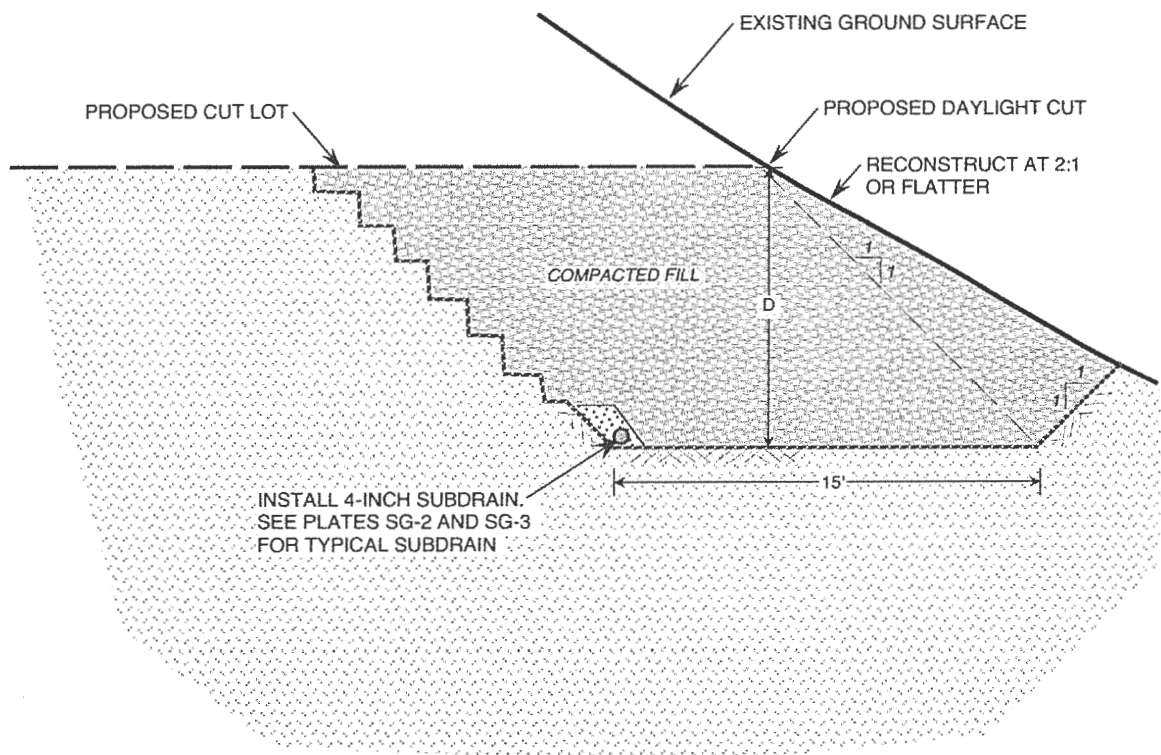 EXISTING GROUND SURFACE
PROPOSED CUT LOT
PROPOSED DAYLIGHT CUT
RECONSTRUCT AT 2:1
OR FLATTER
1
1
COMPACTED FILL
D
1
1
15'
INSTALL 4-INCH SUBDRAIN.
SEE PLATES SG-2 AND SG-3
FOR TYPICAL SUBDRAIN